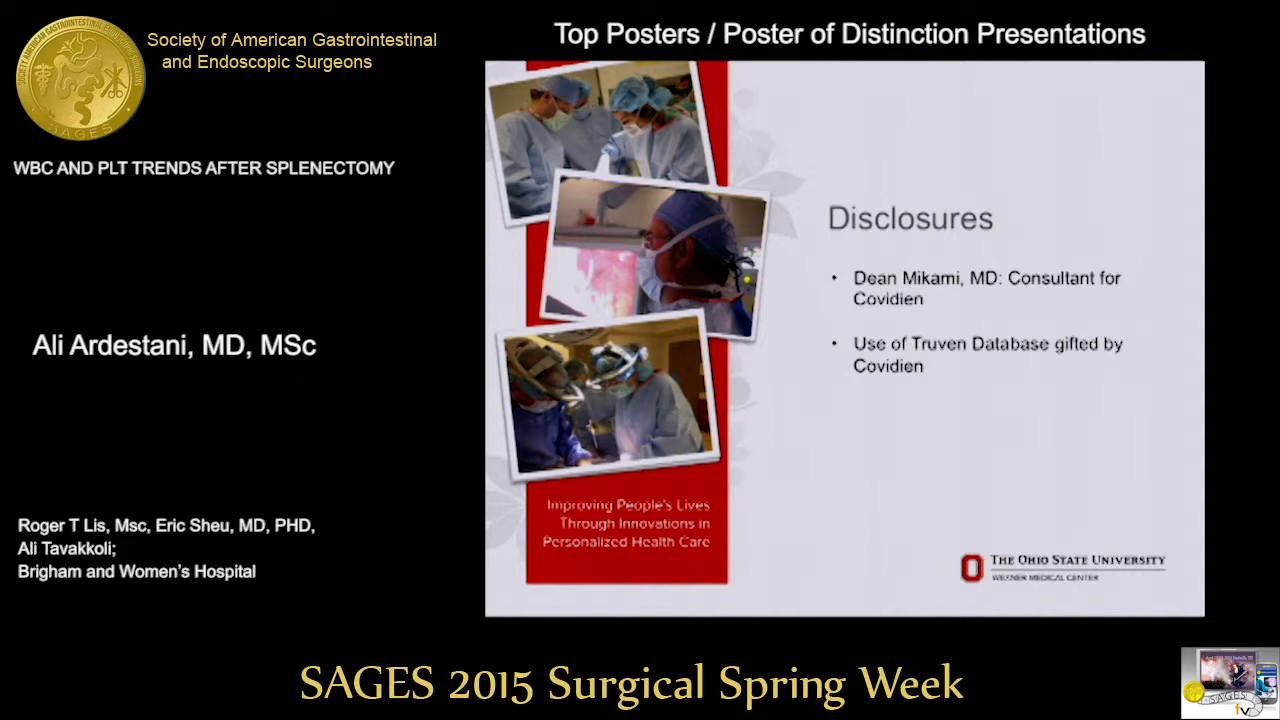 Society of American Gastrointestinal
and Endoscopic Surgeons
Top Posters / Poster of Distinction Presentations
WBC AND PLT TRENDS AFTER SPLENECTOMY
Ali Ardestani, MD, MSc
Roger T Lis, Msc, Eric Sheu, MD, PHD,
Ali Tavakkoli;
Brigham and Women's Hospital
Disclosures
• Dean Mikami, MD: Consultant for
Covidien
• Use of Truven Database gifted by
Covidien
Improving People's Lives
Through Innovations in
Personalized Health Care
THE OHIO STATE UNIVERSITY
WEXNER MEDICAL CENTER
SAGES 2015 Surgical Spring Week
SAGES
tv